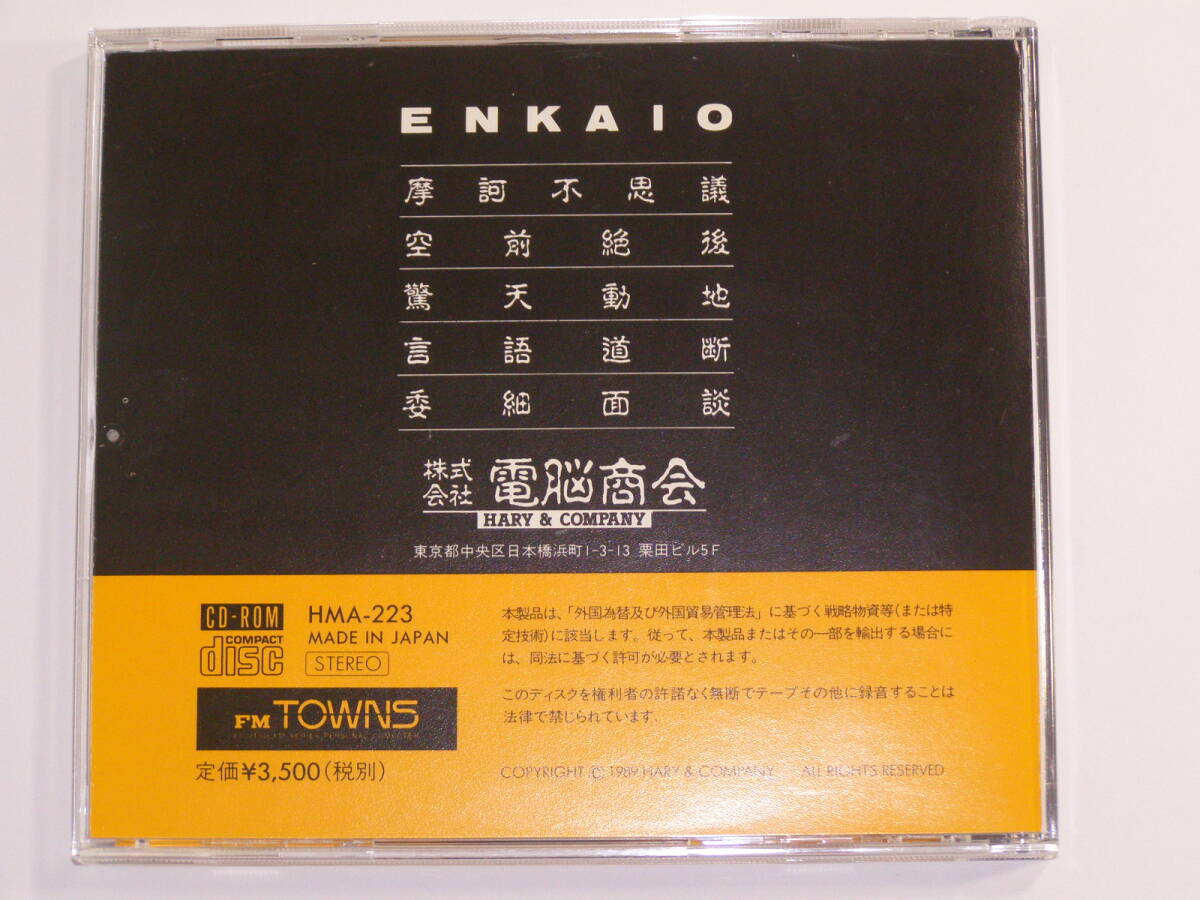 ENKAIO
摩訶不思議
空前絶後
驚天動地
言語道断
委細面談
株式会社 電脳商会
HARY & COMPANY
東京都中央区日本橋浜町1-3-13 栗田ビル5F
CD-ROM
COMPACT
disc
HMA-223
MADE IN JAPAN
STEREO
FM TOWNS
FUJITSU FM SERIES PERSONAL COMPUTER
定価¥3,500(税別)
本製品は、「外国為替及び外国貿易管理法」に基づく戦略物資等(または特
定技術)に該当します。従って、本製品またはその一部を輸出する場合に
は、同法に基づく許可が必要とされます。
このディスクを権利者の許諾なく無断でテープその他に録音することは
法律で禁じられています、
COPYRIGHT © 1989 HARY & COMPANY ALL RIGHTS RESERVED